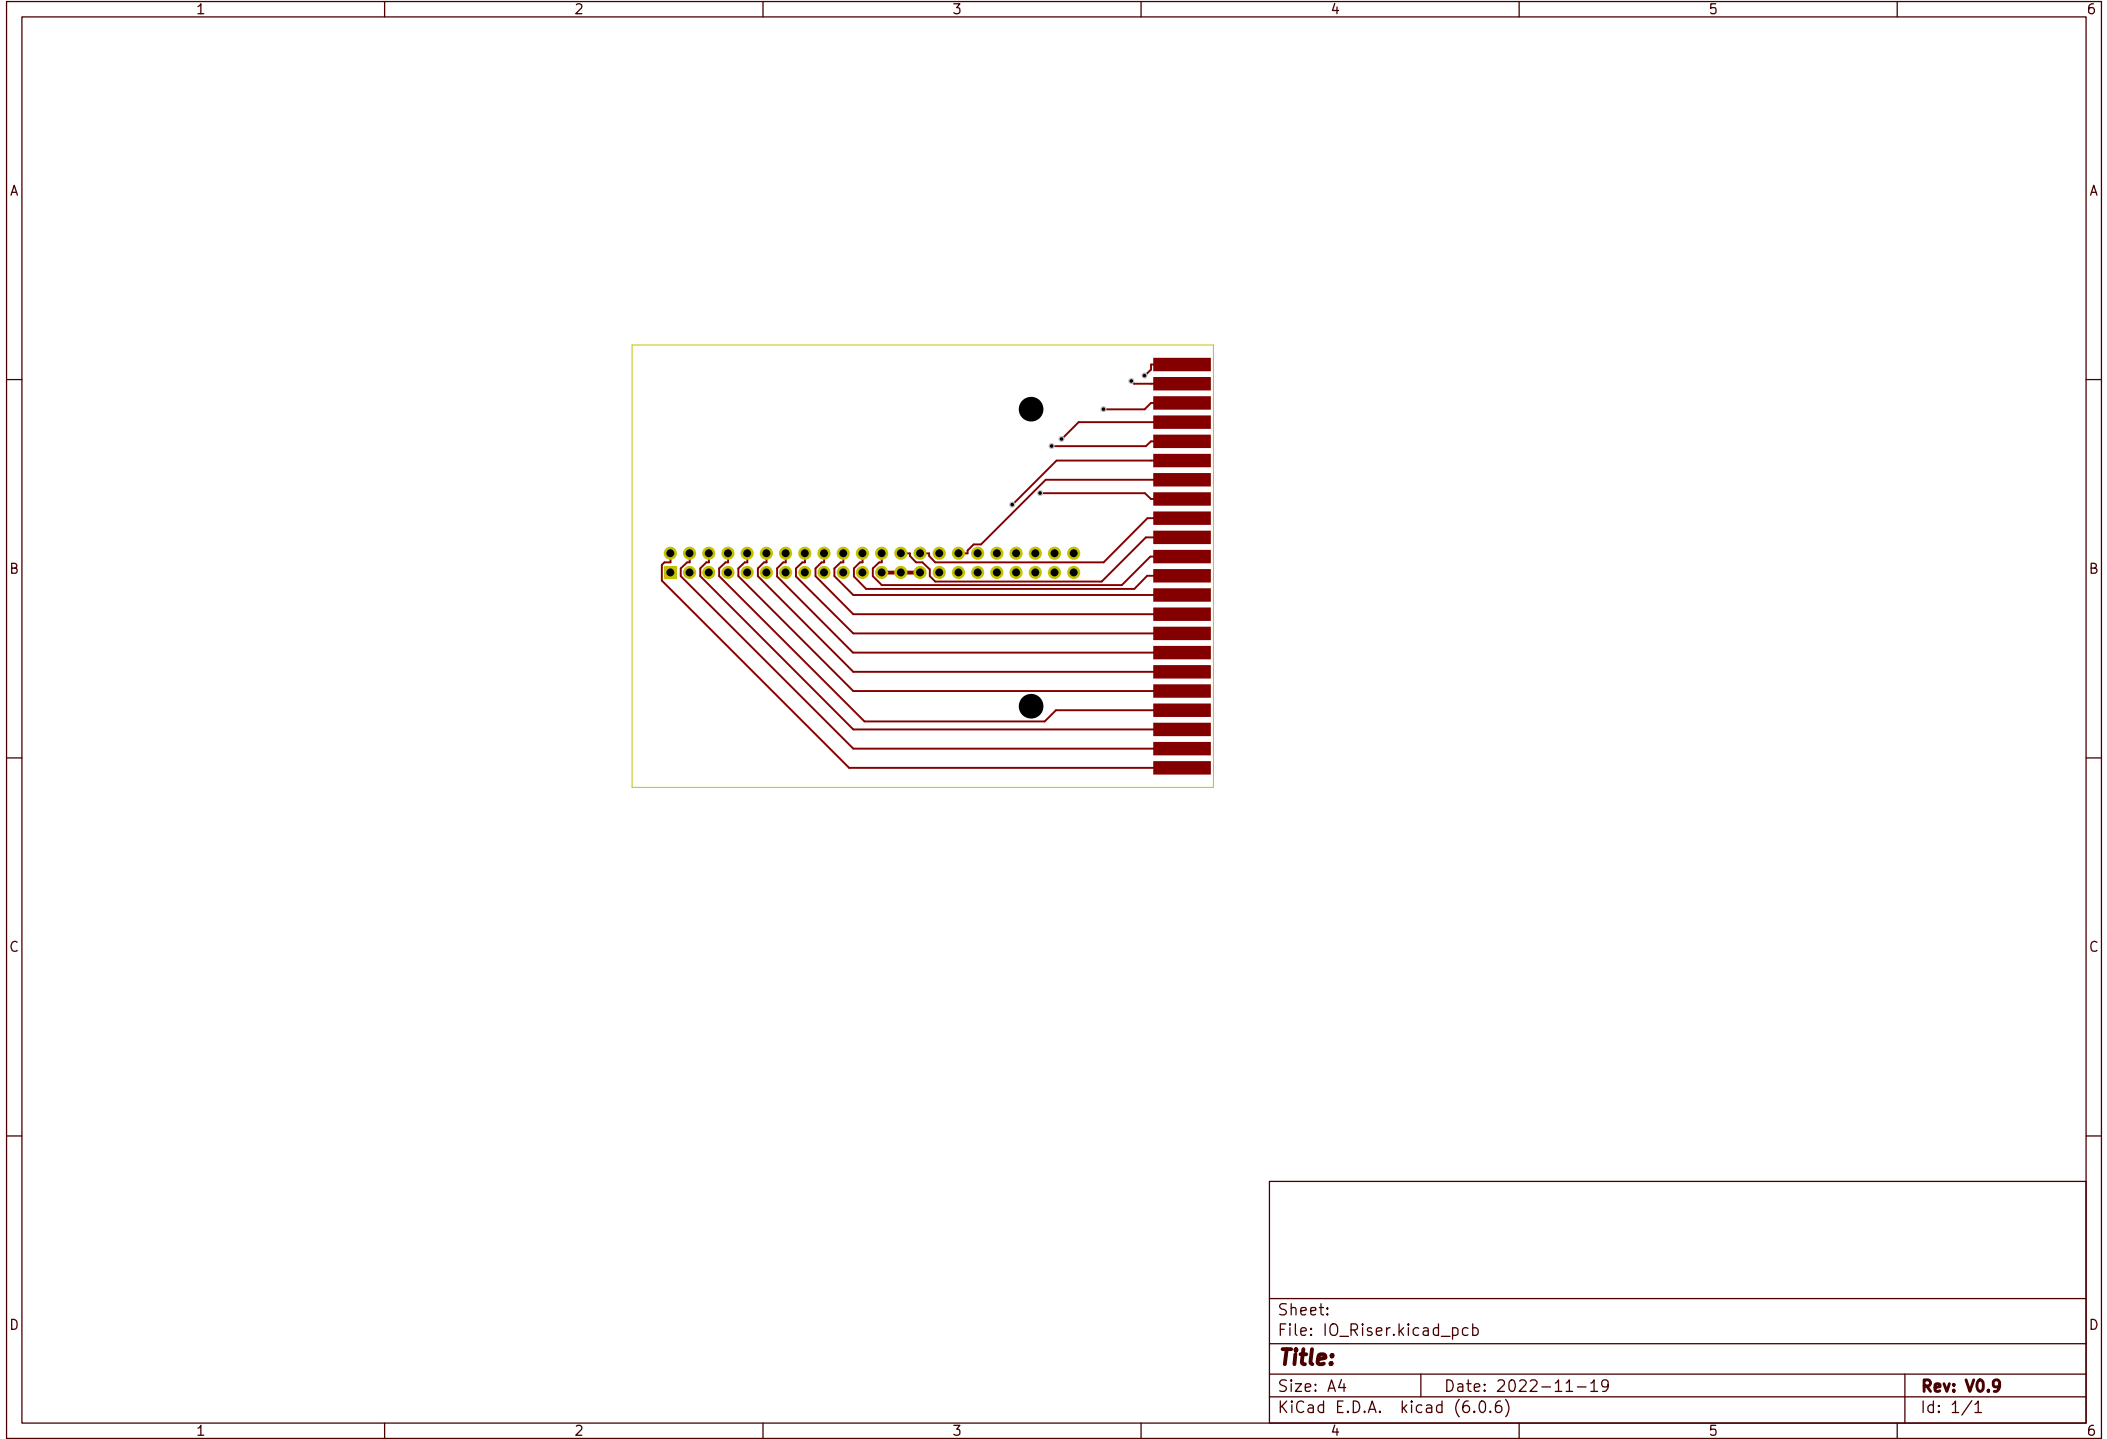 1 2 3 4 5 6
A A
B B
C C
D D
Sheet:
File: IO_Riser.kicad_pcb
Title:
Size: A4 Date: 2022-11-19 Rev: V0.9
KiCad E.D.A. kicad (6.0.6) Id: 1/1
1 2 3 4 5 6